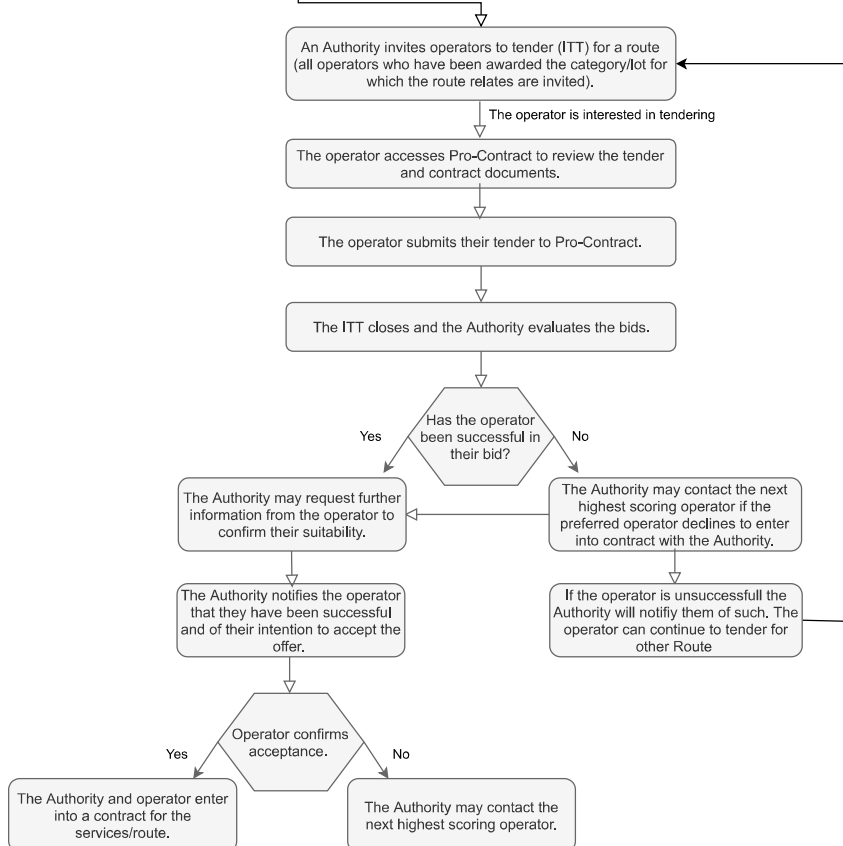 An Authority invites operators to tender (ITT) for a route
(all operators who have been awarded the category/lot for
which the route relates are invited).
The operator is interested in tendering
The operator accesses Pro-Contract to review the tender
and contract documents.
The operator submits their tender to Pro-Contract.
The ITT closes and the Authority evaluates the bids.
Has the operator
been successful in
their bid?
Yes
No
The Authority may request further
information from the operator to
confirm their suitability.
The Authority may contact the next
highest scoring operator if the
preferred operator declines to enter
into contract with the Authority.
The Authority notifies the operator
that they have been successful
and of their intention to accept the
offer.
If the operator is unsuccessfull the
Authority will notifiy them of such. The
operator can continue to tender for
other Route
Operator confirms
acceptance.
Yes
No
The Authority and operator enter
into a contract for the
services/route.
The Authority may contact the
next highest scoring operator.